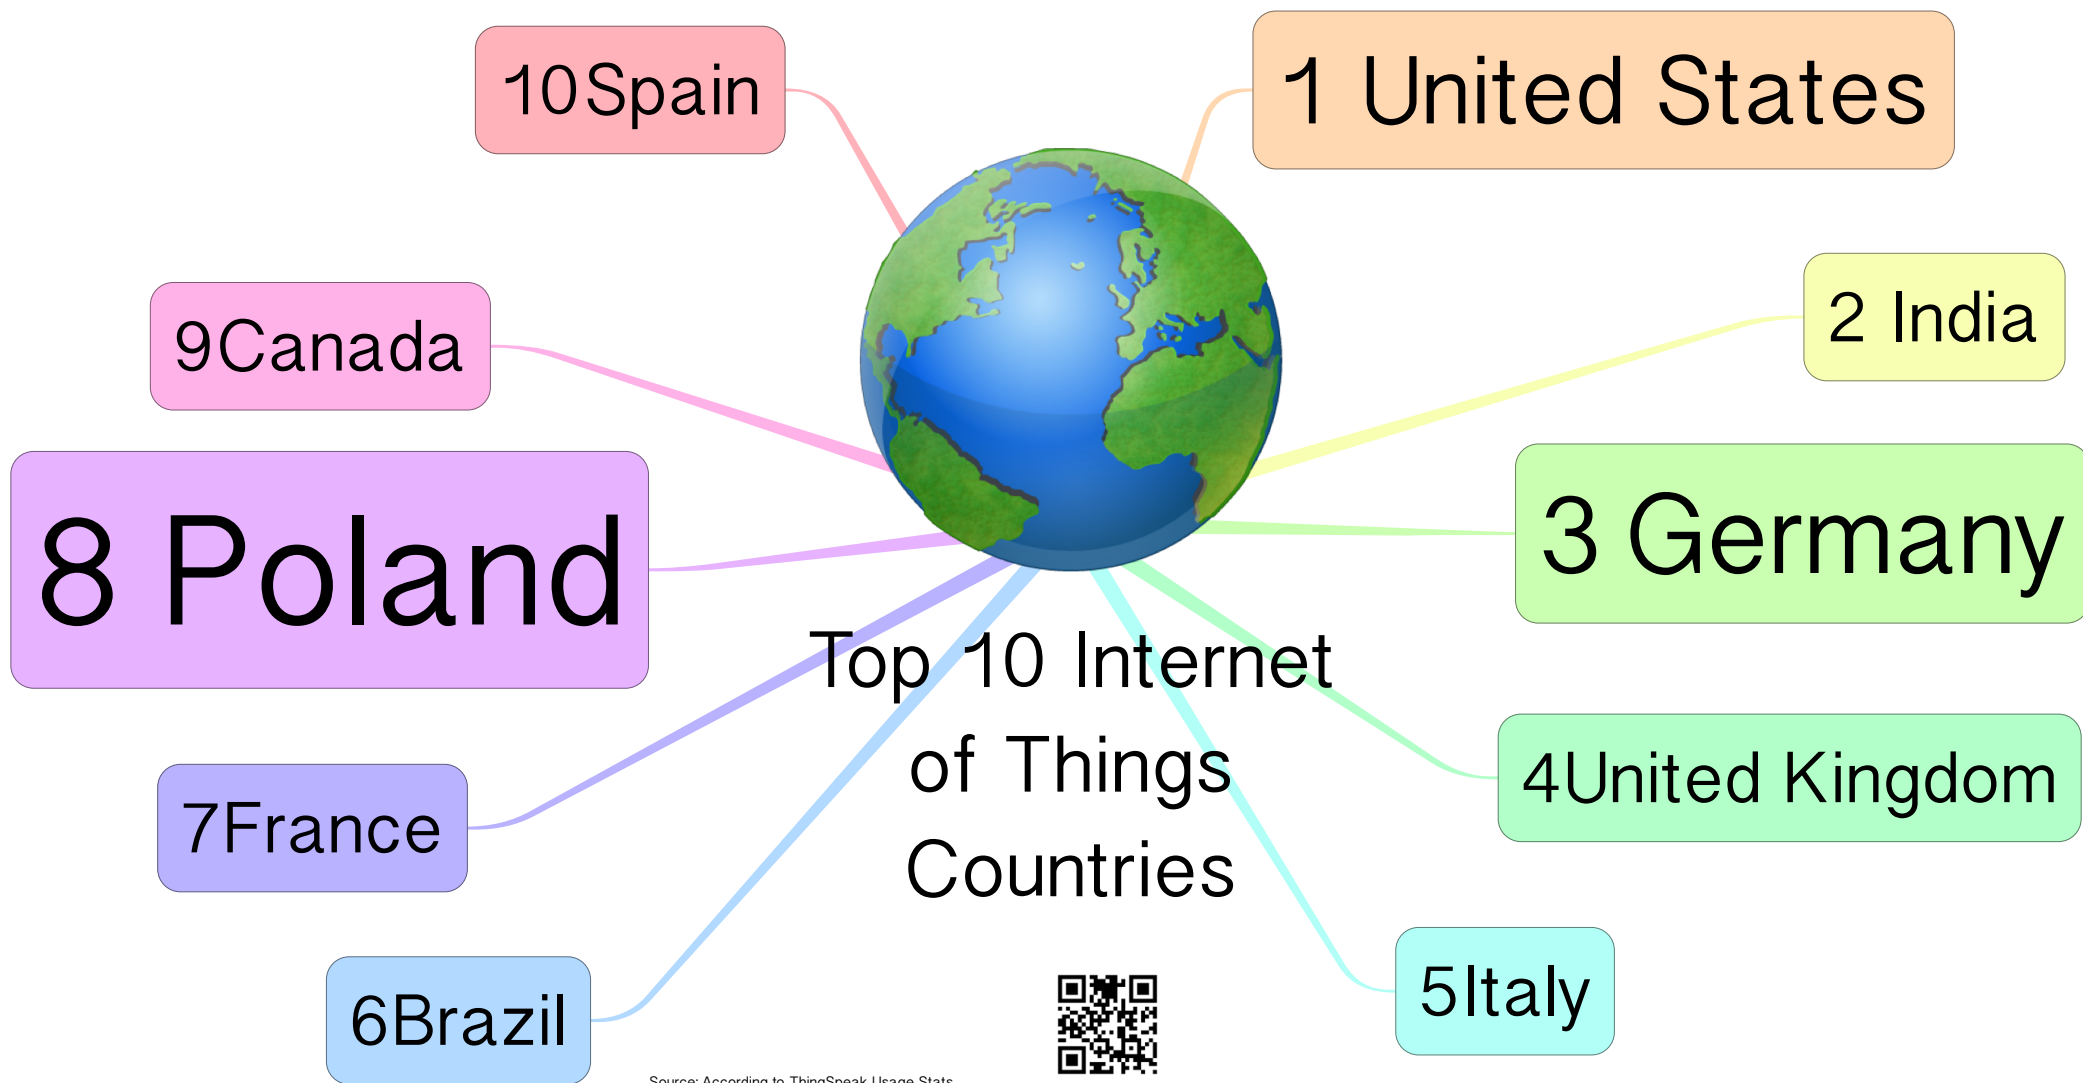 1 United States
2 India
3 Germany
4United Kingdom
5Italy
6Brazil
7France
8 Poland
9Canada
10Spain
Top 10 Internet
of Things
Countries
Source: According to ThingSpeak Usage Stats